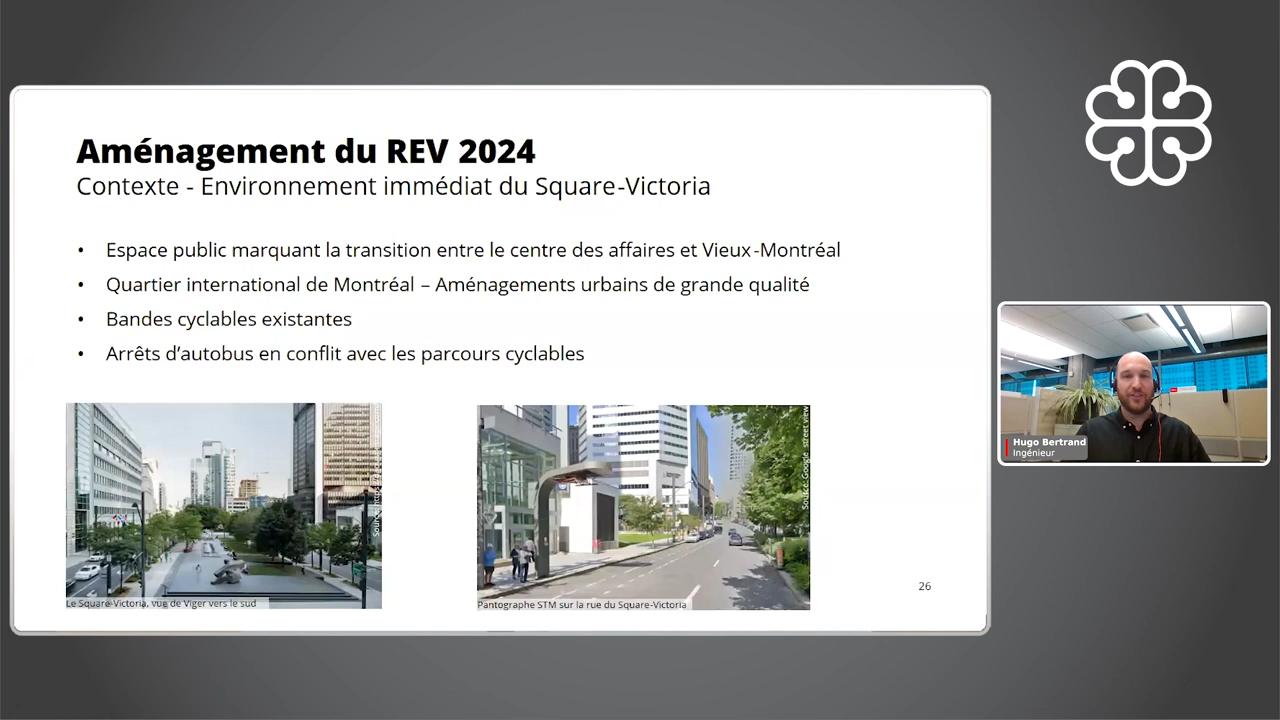 Aménagement du REV 2024
Contexte - Environnement immédiat du Square-Victoria
• Espace public marquant la transition entre le centre des affaires et Vieux-Montréal
• Quartier international de Montréal – Aménagements urbains de grande qualité
• Bandes cyclables existantes
• Arrêts d'autobus en conflit avec les parcours cyclables
Le Square-Victoria, vue de Viger vers le sud
Source: Google street view
Pantographe STM sur la rue du Square-Victoria
26
Hugo Bertrand
Ingénieur